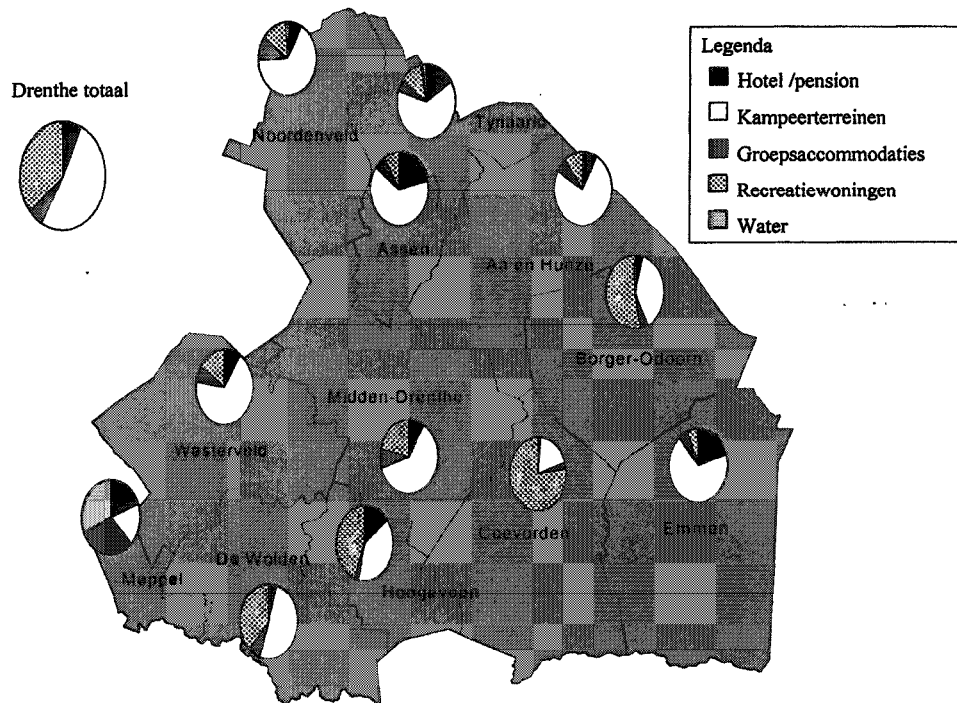 Drenthe totaal
Legenda
Hotel /pension
Kampeerterreinen
Groepsaccommodaties
Recreatiewoningen
Water
Noordenveld
Tynaarlo
Assen
Aa en Hunze
Borger-Odoorn
Midden-Drenthe
Westerveld
Coevorden
Emmen
De Wolden
Meppel
Hoogeveen